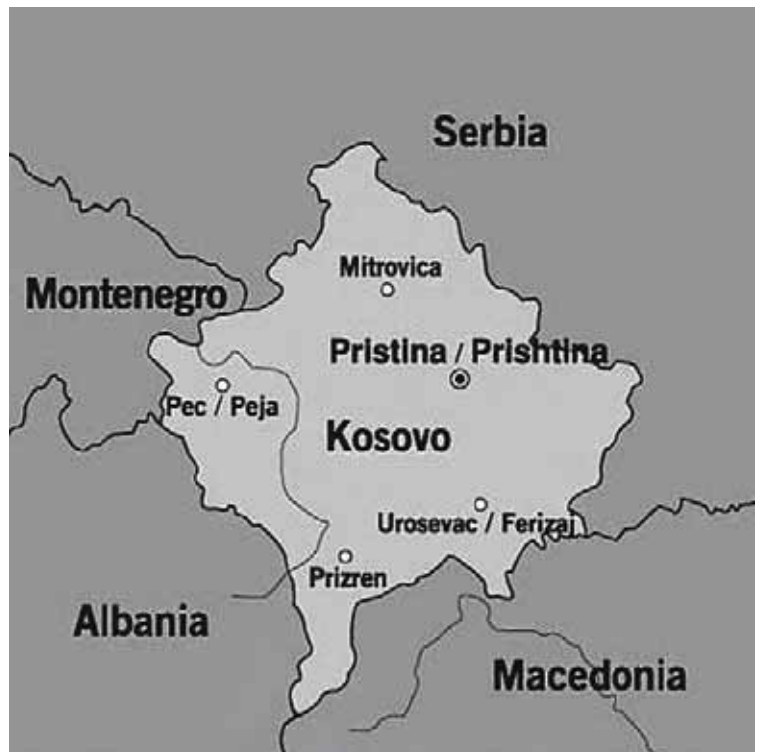 Serbia
Mitrovica
Montenegro
Pristina / Prishtina
Pec / Peja
Kosovo
Urosevac / Ferizaj
Prizren
Albania
Macedonia